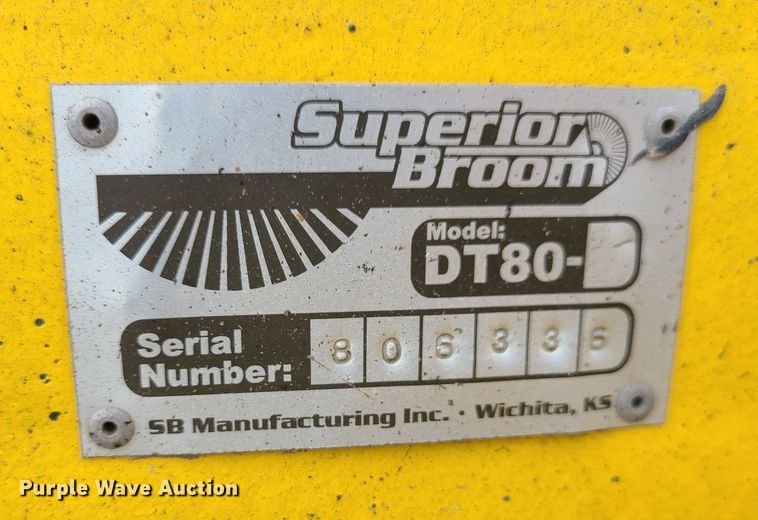 Superior
Broom
Model:
DT80-
Serial
Number: 806336
SB Manufacturing Inc. · Wichita, KS
Purple Wave Auction